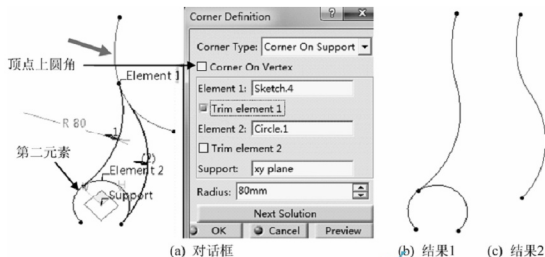 Corner Definition
Corner Type: Corner On Support
顶点上圆角
Corner On Vertex
Element 1
Element 1: Sketch.4
Trim element 1
R 80
1
Element 2: Circle.1
第二元素
(2)
Trim element 2
Element 2
Support: xy plane
Support
Radius: 80mm
Next Solution
OK Cancel Preview
(a) 对话框 (b) 结果1 (c) 结果2